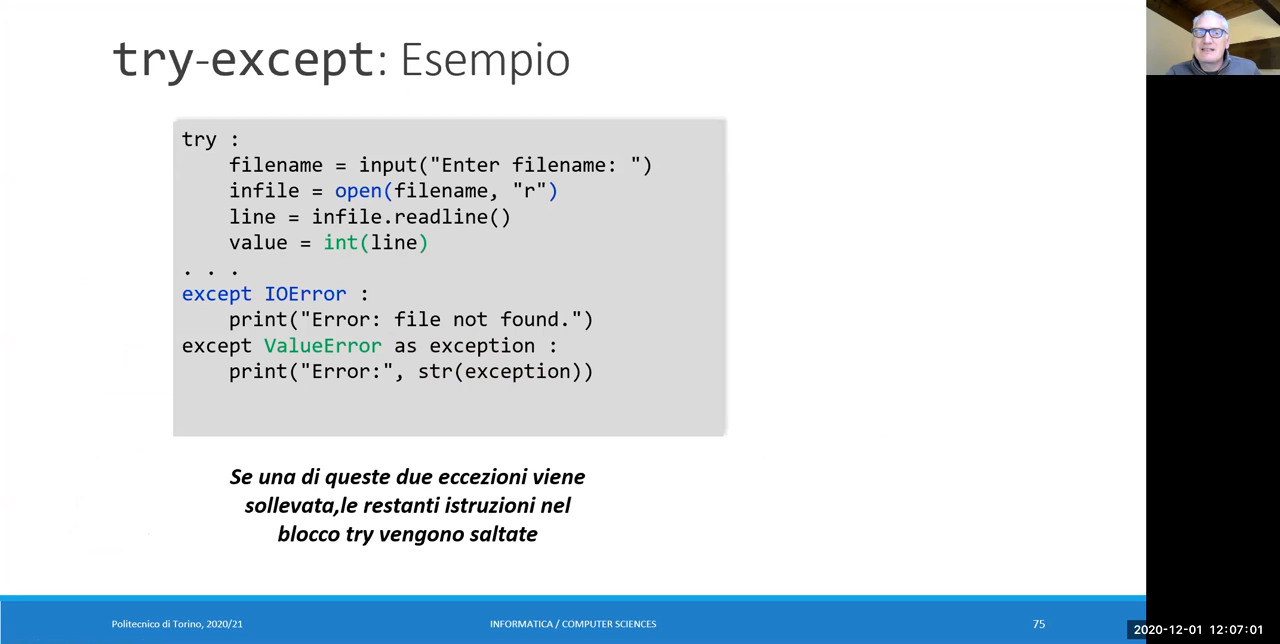 try-except: Esempio
try :
    filename = input("Enter filename: ")
    infile = open(filename, "r")
    line = infile.readline()
    value = int(line)
. . .
except IOError :
    print("Error: file not found.")
except ValueError as exception :
    print("Error:", str(exception))
Se una di queste due eccezioni viene
sollevata,le restanti istruzioni nel
blocco try vengono saltate
Politecnico di Torino, 2020/21
INFORMATICA / COMPUTER SCIENCES
75
2020-12-01 12:07:01